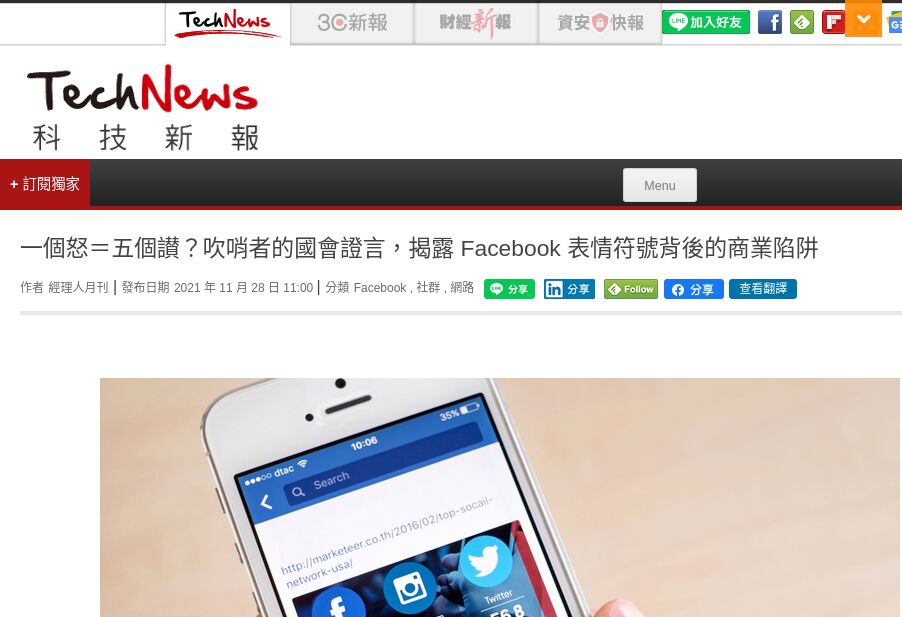 TechNews
3C新報
財經新報
資安快報
加入好友
TechNews
科技新報
+ 訂閱獨家
Menu
一個怒＝五個讃？吹哨者的國會證言，揭露 Facebook 表情符號背後的商業陷阱
作者 經理人月刊 | 發布日期 2021 年 11 月 28 日 11:00 | 分類 Facebook , 社群 , 網路
分享
分享
Follow
分享
查看翻譯
dtac
10:06
35%
Search
http://marketeer.co.th/2016/02/top-socail-
network-usa/
Twitter
56.8